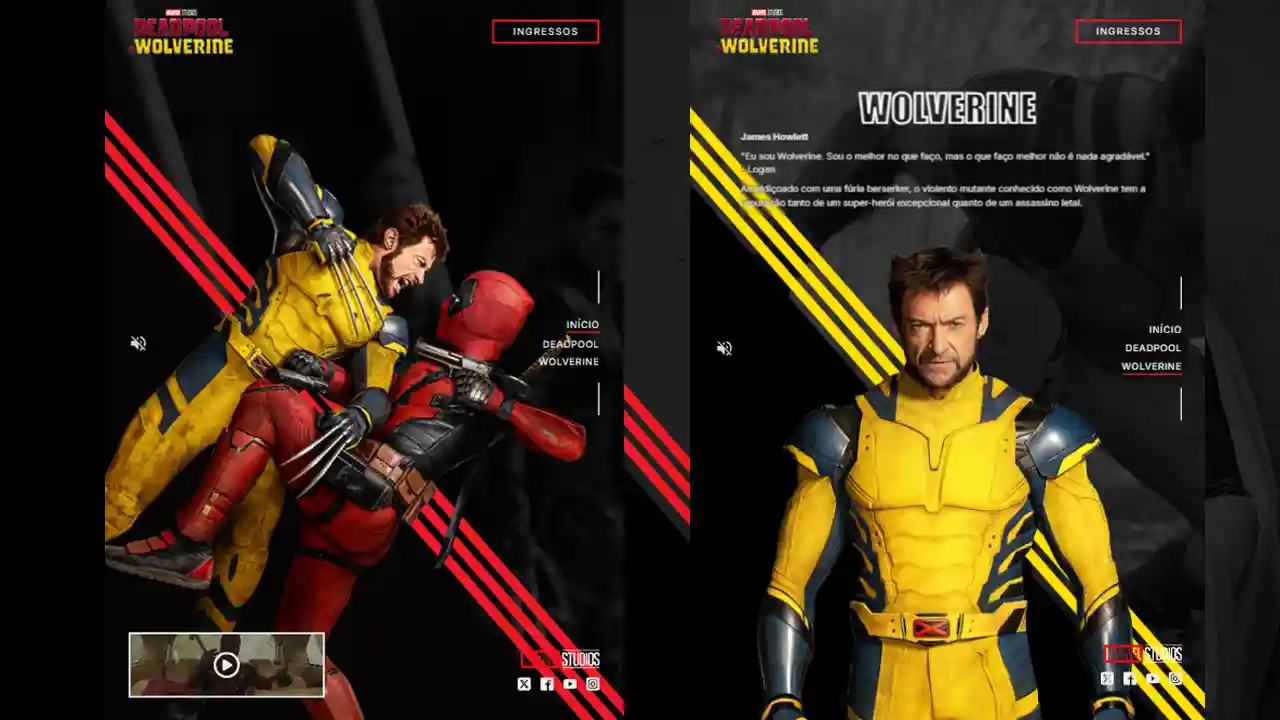 MARVEL STUDIOS
DEADPOOL
& WOLVERINE
INGRESSOS
INÍCIO
DEADPOOL
WOLVERINE
MARVEL STUDIOS
MARVEL STUDIOS
DEADPOOL
& WOLVERINE
INGRESSOS
WOLVERINE
James Howlett
"Eu sou Wolverine. Sou o melhor no que faço, mas o que faço melhor não é nada agradável."
- Logan
Amaldiçoado com uma fúria berserker, o violento mutante conhecido como Wolverine tem a
reputação tanto de um super-herói excepcional quanto de um assassino letal.
INÍCIO
DEADPOOL
WOLVERINE
MARVEL STUDIOS